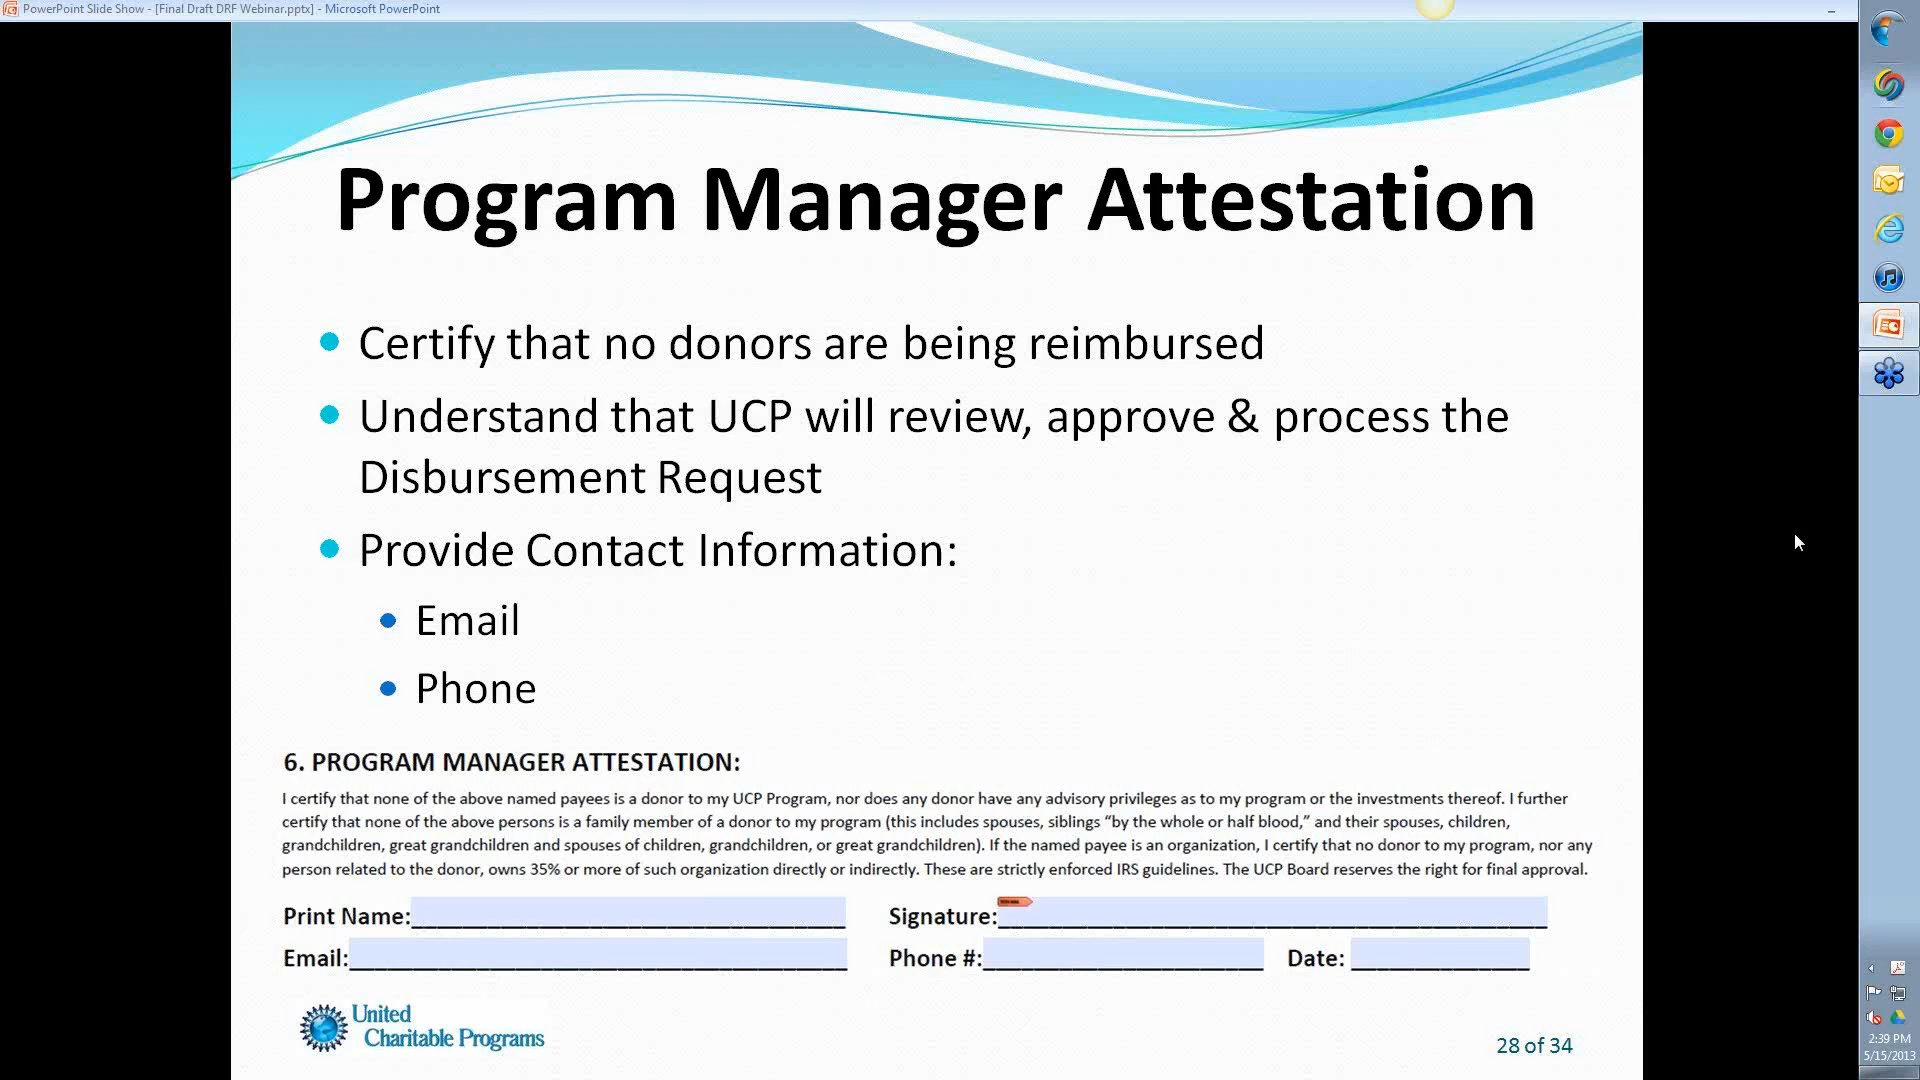 PowerPoint Slide Show - [Final Draft DRF Webinar.pptx] - Microsoft PowerPoint
Program Manager Attestation
Certify that no donors are being reimbursed
Understand that UCP will review, approve & process the
Disbursement Request
Provide Contact Information:
Email
Phone
6. PROGRAM MANAGER ATTESTATION:
I certify that none of the above named payees is a donor to my UCP Program, nor does any donor have any advisory privileges as to my program or the investments thereof. I further
certify that none of the above persons is a family member of a donor to my program (this includes spouses, siblings “by the whole or half blood,” and their spouses, children,
grandchildren, great grandchildren and spouses of children, grandchildren, or great grandchildren). If the named payee is an organization, I certify that no donor to my program, nor any
person related to the donor, owns 35% or more of such organization directly or indirectly. These are strictly enforced IRS guidelines. The UCP Board reserves the right for final approval.
Print Name: Signature:
Email: Phone #: Date:
United
Charitable Programs
28 of 34
2:39 PM
5/15/2013